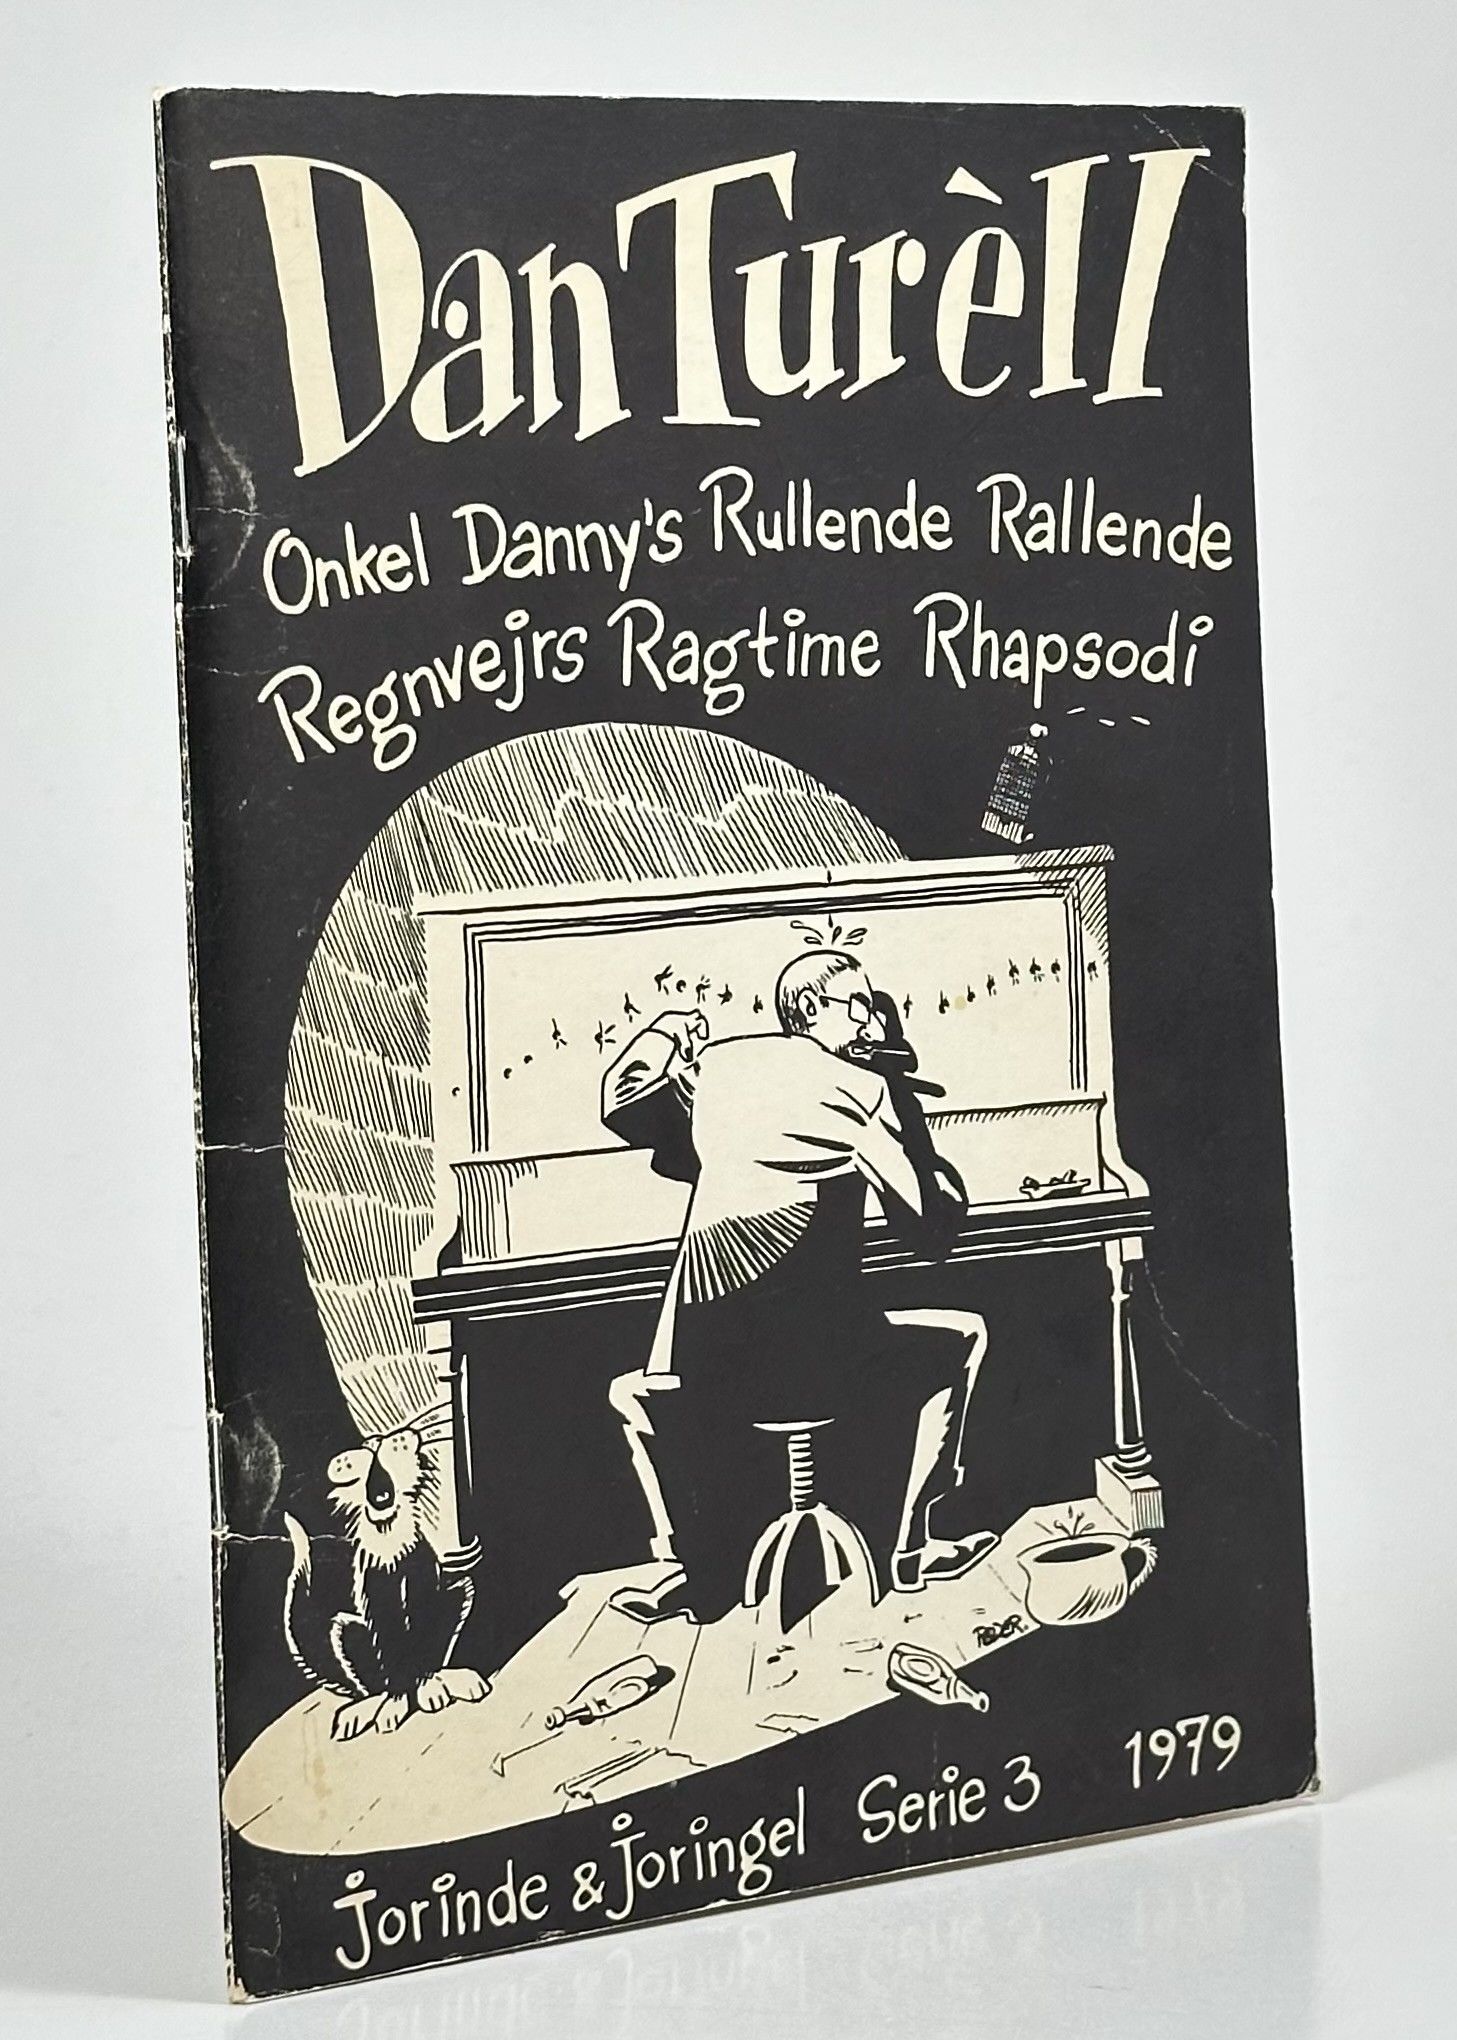 Dan Turèll
Onkel Danny's Rullende Rallende
Regnvejrs Ragtime Rhapsodi
Jorinde & Joringel Serie 3 1979